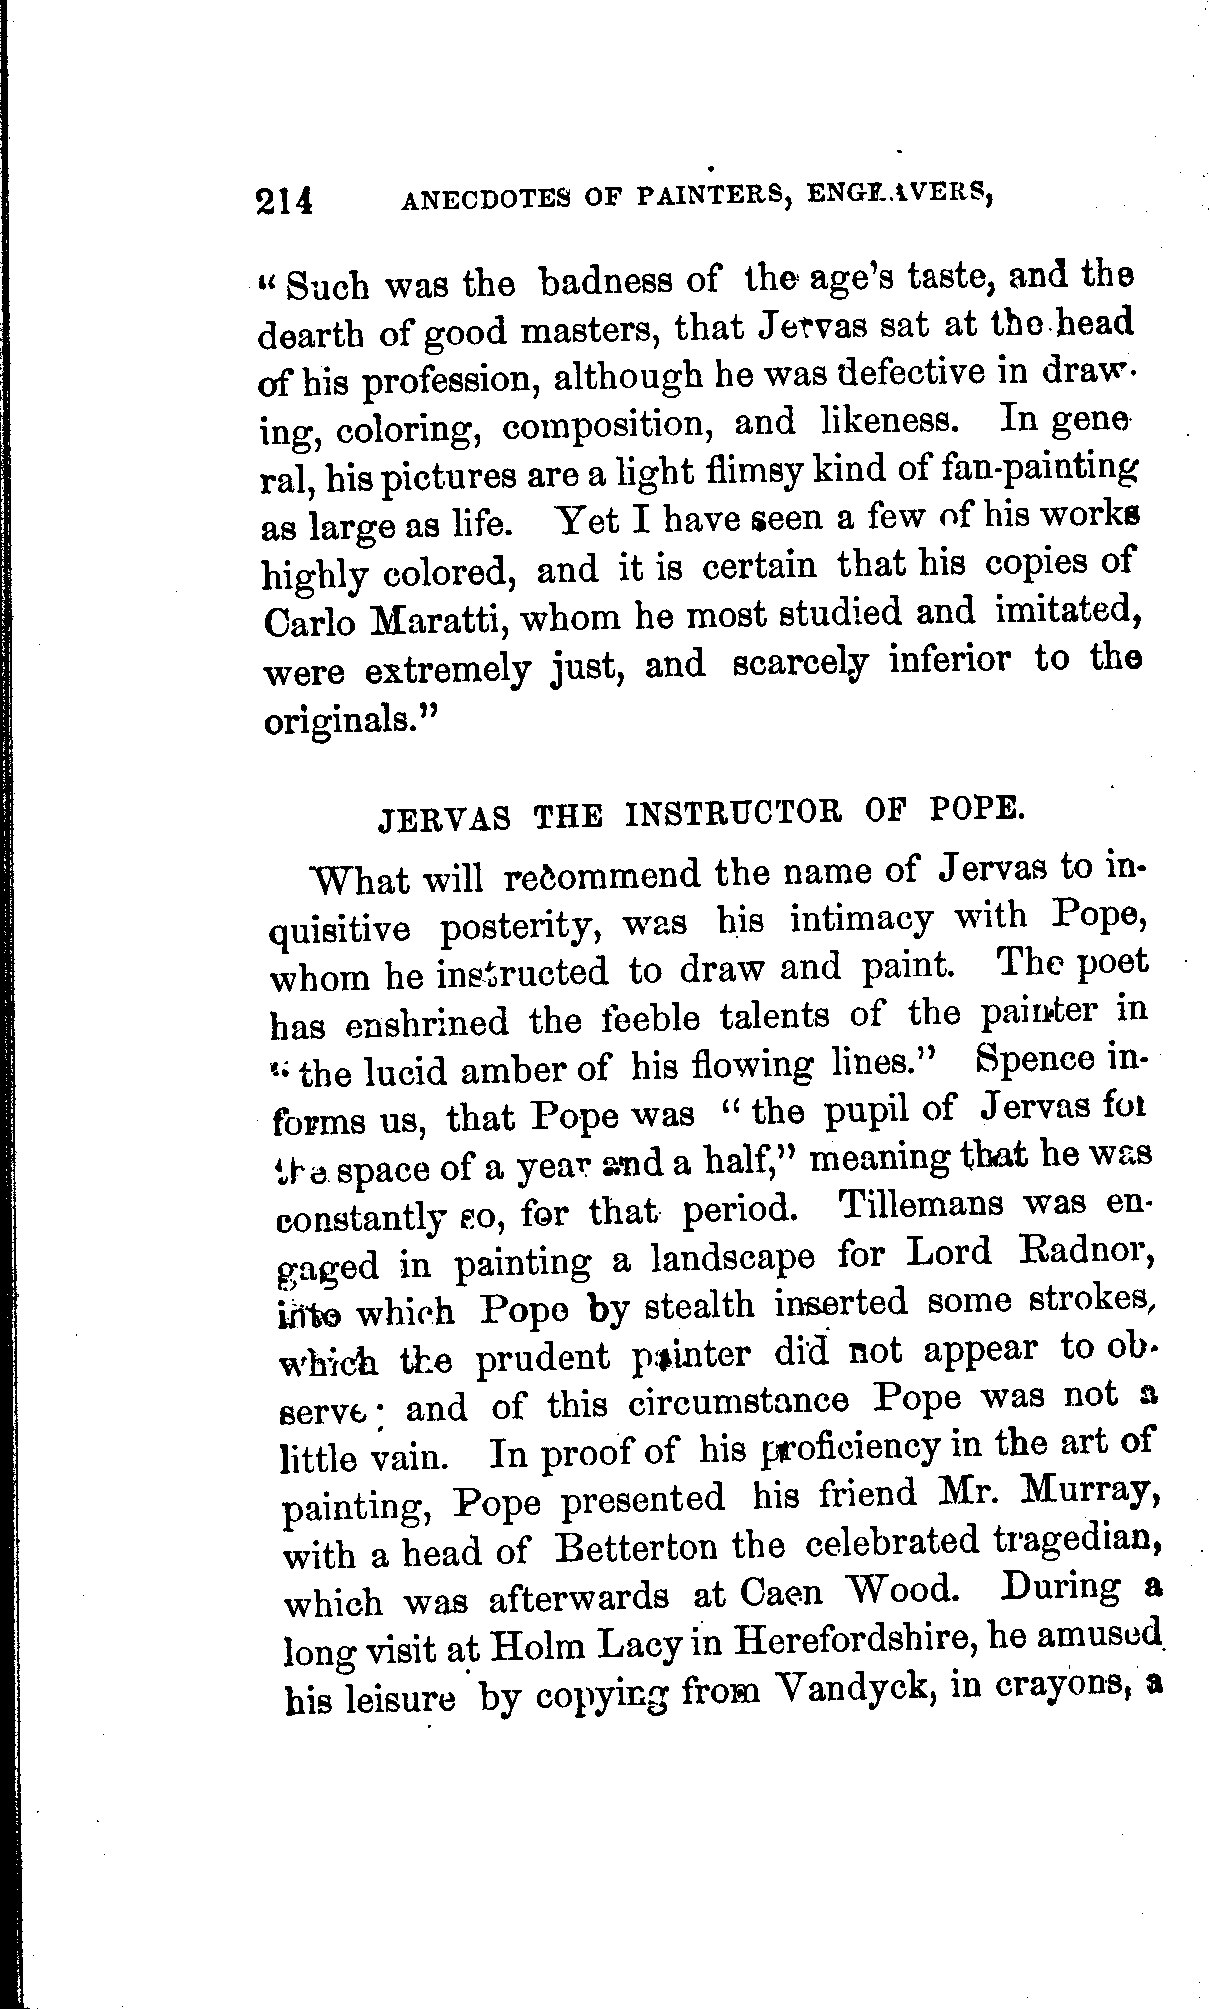 214 ANECDOTES OF PAINTERS, ENGRAVERS,
“Such was the badness of the age's taste, and the
dearth of good masters, that Jervas sat at the head
of his profession, although he was defective in draw-
ing, coloring, composition, and likeness. In gene-
ral, his pictures are a light flimsy kind of fan-painting
as large as life. Yet I have seen a few of his works
highly colored, and it is certain that his copies of
Carlo Maratti, whom he most studied and imitated,
were extremely just, and scarcely inferior to the
originals.”
JERVAS THE INSTRUCTOR OF POPE.
What will recommend the name of Jervas to in-
quisitive posterity, was his intimacy with Pope,
whom he instructed to draw and paint. The poet
has enshrined the feeble talents of the painter in
“the lucid amber of his flowing lines.” Spence in-
forms us, that Pope was “the pupil of Jervas for
the space of a year and a half,” meaning that he was
constantly so, for that period. Tillemans was en-
gaged in painting a landscape for Lord Radnor,
into which Pope by stealth inserted some strokes,
which the prudent painter did not appear to ob-
serve; and of this circumstance Pope was not a
little vain. In proof of his proficiency in the art of
painting, Pope presented his friend Mr. Murray,
with a head of Betterton the celebrated tragedian,
which was afterwards at Caen Wood. During a
long visit at Holm Lacy in Herefordshire, he amused
his leisure by copying from Vandyck, in crayons, a